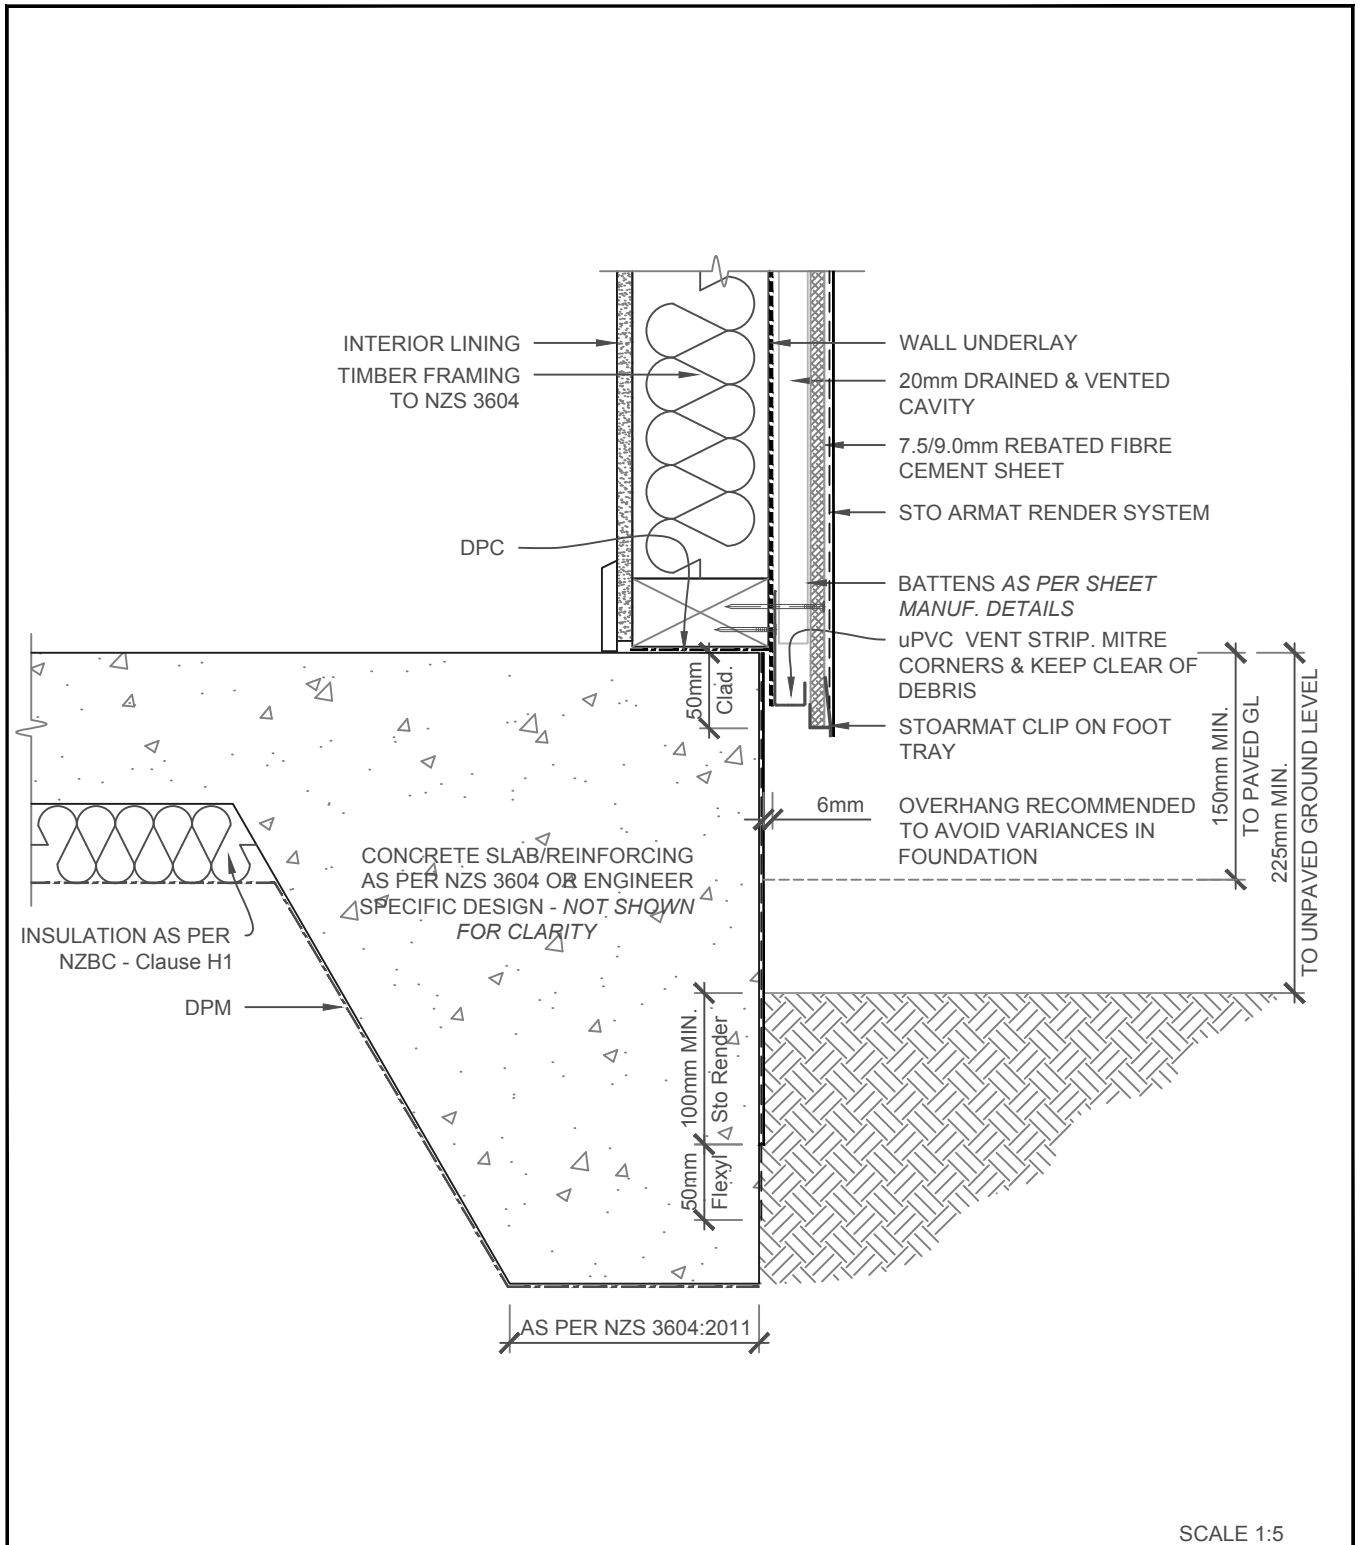 INTERIOR LINING
TIMBER FRAMING
TO NZS 3604
DPC
WALL UNDERLAY
20mm DRAINED & VENTED
CAVITY
7.5/9.0mm REBATED FIBRE
CEMENT SHEET
STO ARMAT RENDER SYSTEM
BATTENS AS PER SHEET
MANUF. DETAILS
uPVC VENT STRIP. MITRE
CORNERS & KEEP CLEAR OF
DEBRIS
STOARMAT CLIP ON FOOT
TRAY
50mm
Clad.
6mm
OVERHANG RECOMMENDED
TO AVOID VARIANCES IN
FOUNDATION
150mm MIN.
TO PAVED GL
225mm MIN.
TO UNPAVED GROUND LEVEL
CONCRETE SLAB/REINFORCING
AS PER NZS 3604 OR ENGINEER
SPECIFIC DESIGN - NOT SHOWN
FOR CLARITY
INSULATION AS PER
NZBC - Clause H1
DPM
100mm MIN.
Sto Render
50mm
Flexyl
AS PER NZS 3604:2011
SCALE 1:5